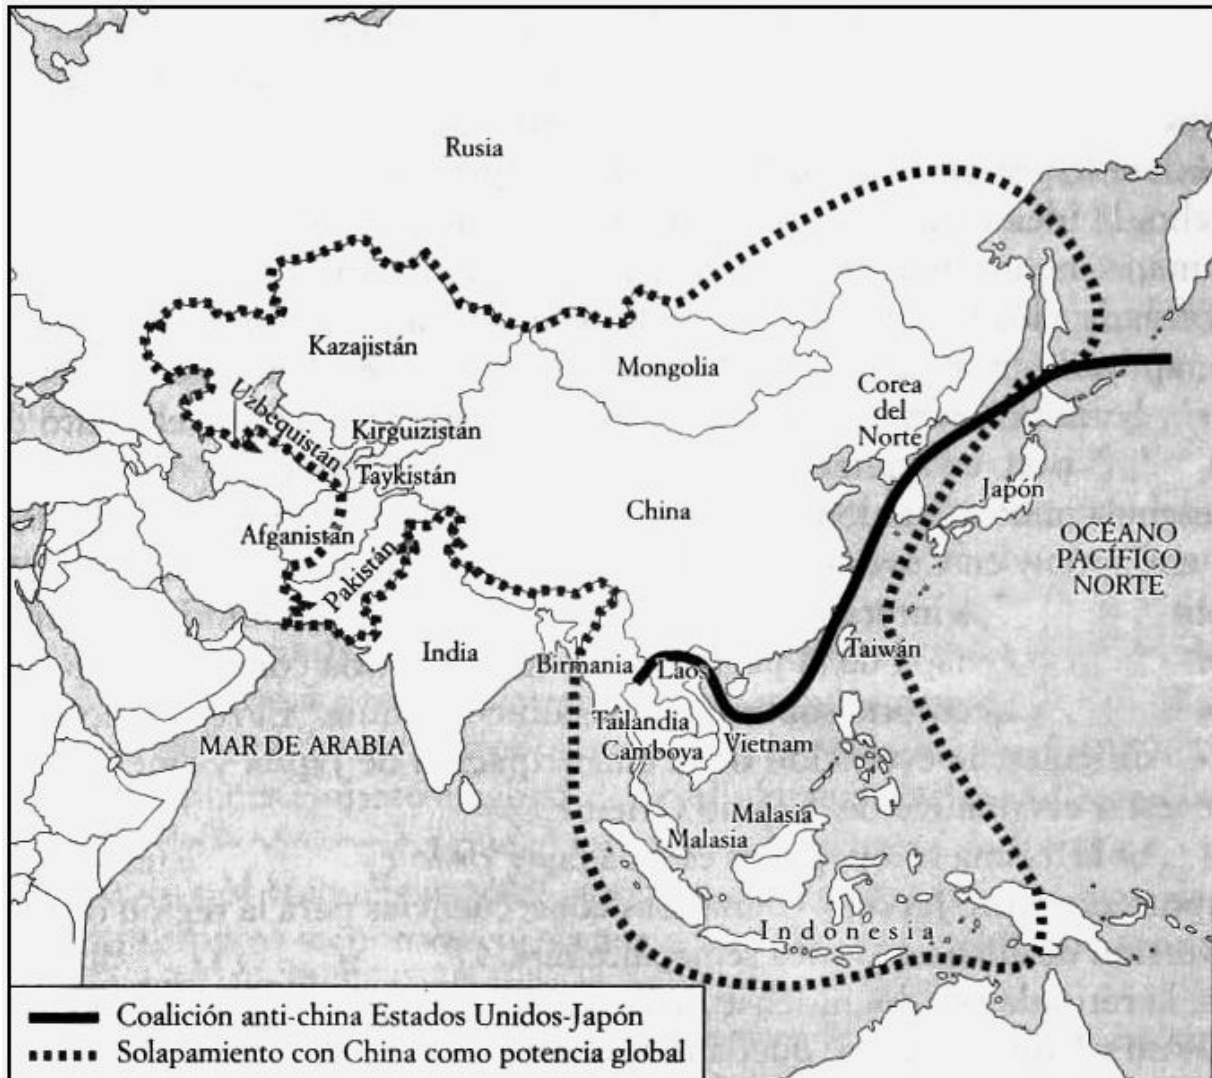 Rusia
Kazajistán
Mongolia
Uzbequistán
Corea
del
Norte
Kirguizistán
Taykistán
Japón
China
Afganistán
Pakistán
OCÉANO
PACÍFICO
NORTE
India
Birmania
Laos
Taiwán
Tailandia
MAR DE ARABIA
Camboya
Vietnam
Malasia
Malasia
Indonesia
Coalición anti-china Estados Unidos-Japón
Solapamiento con China como potencia global